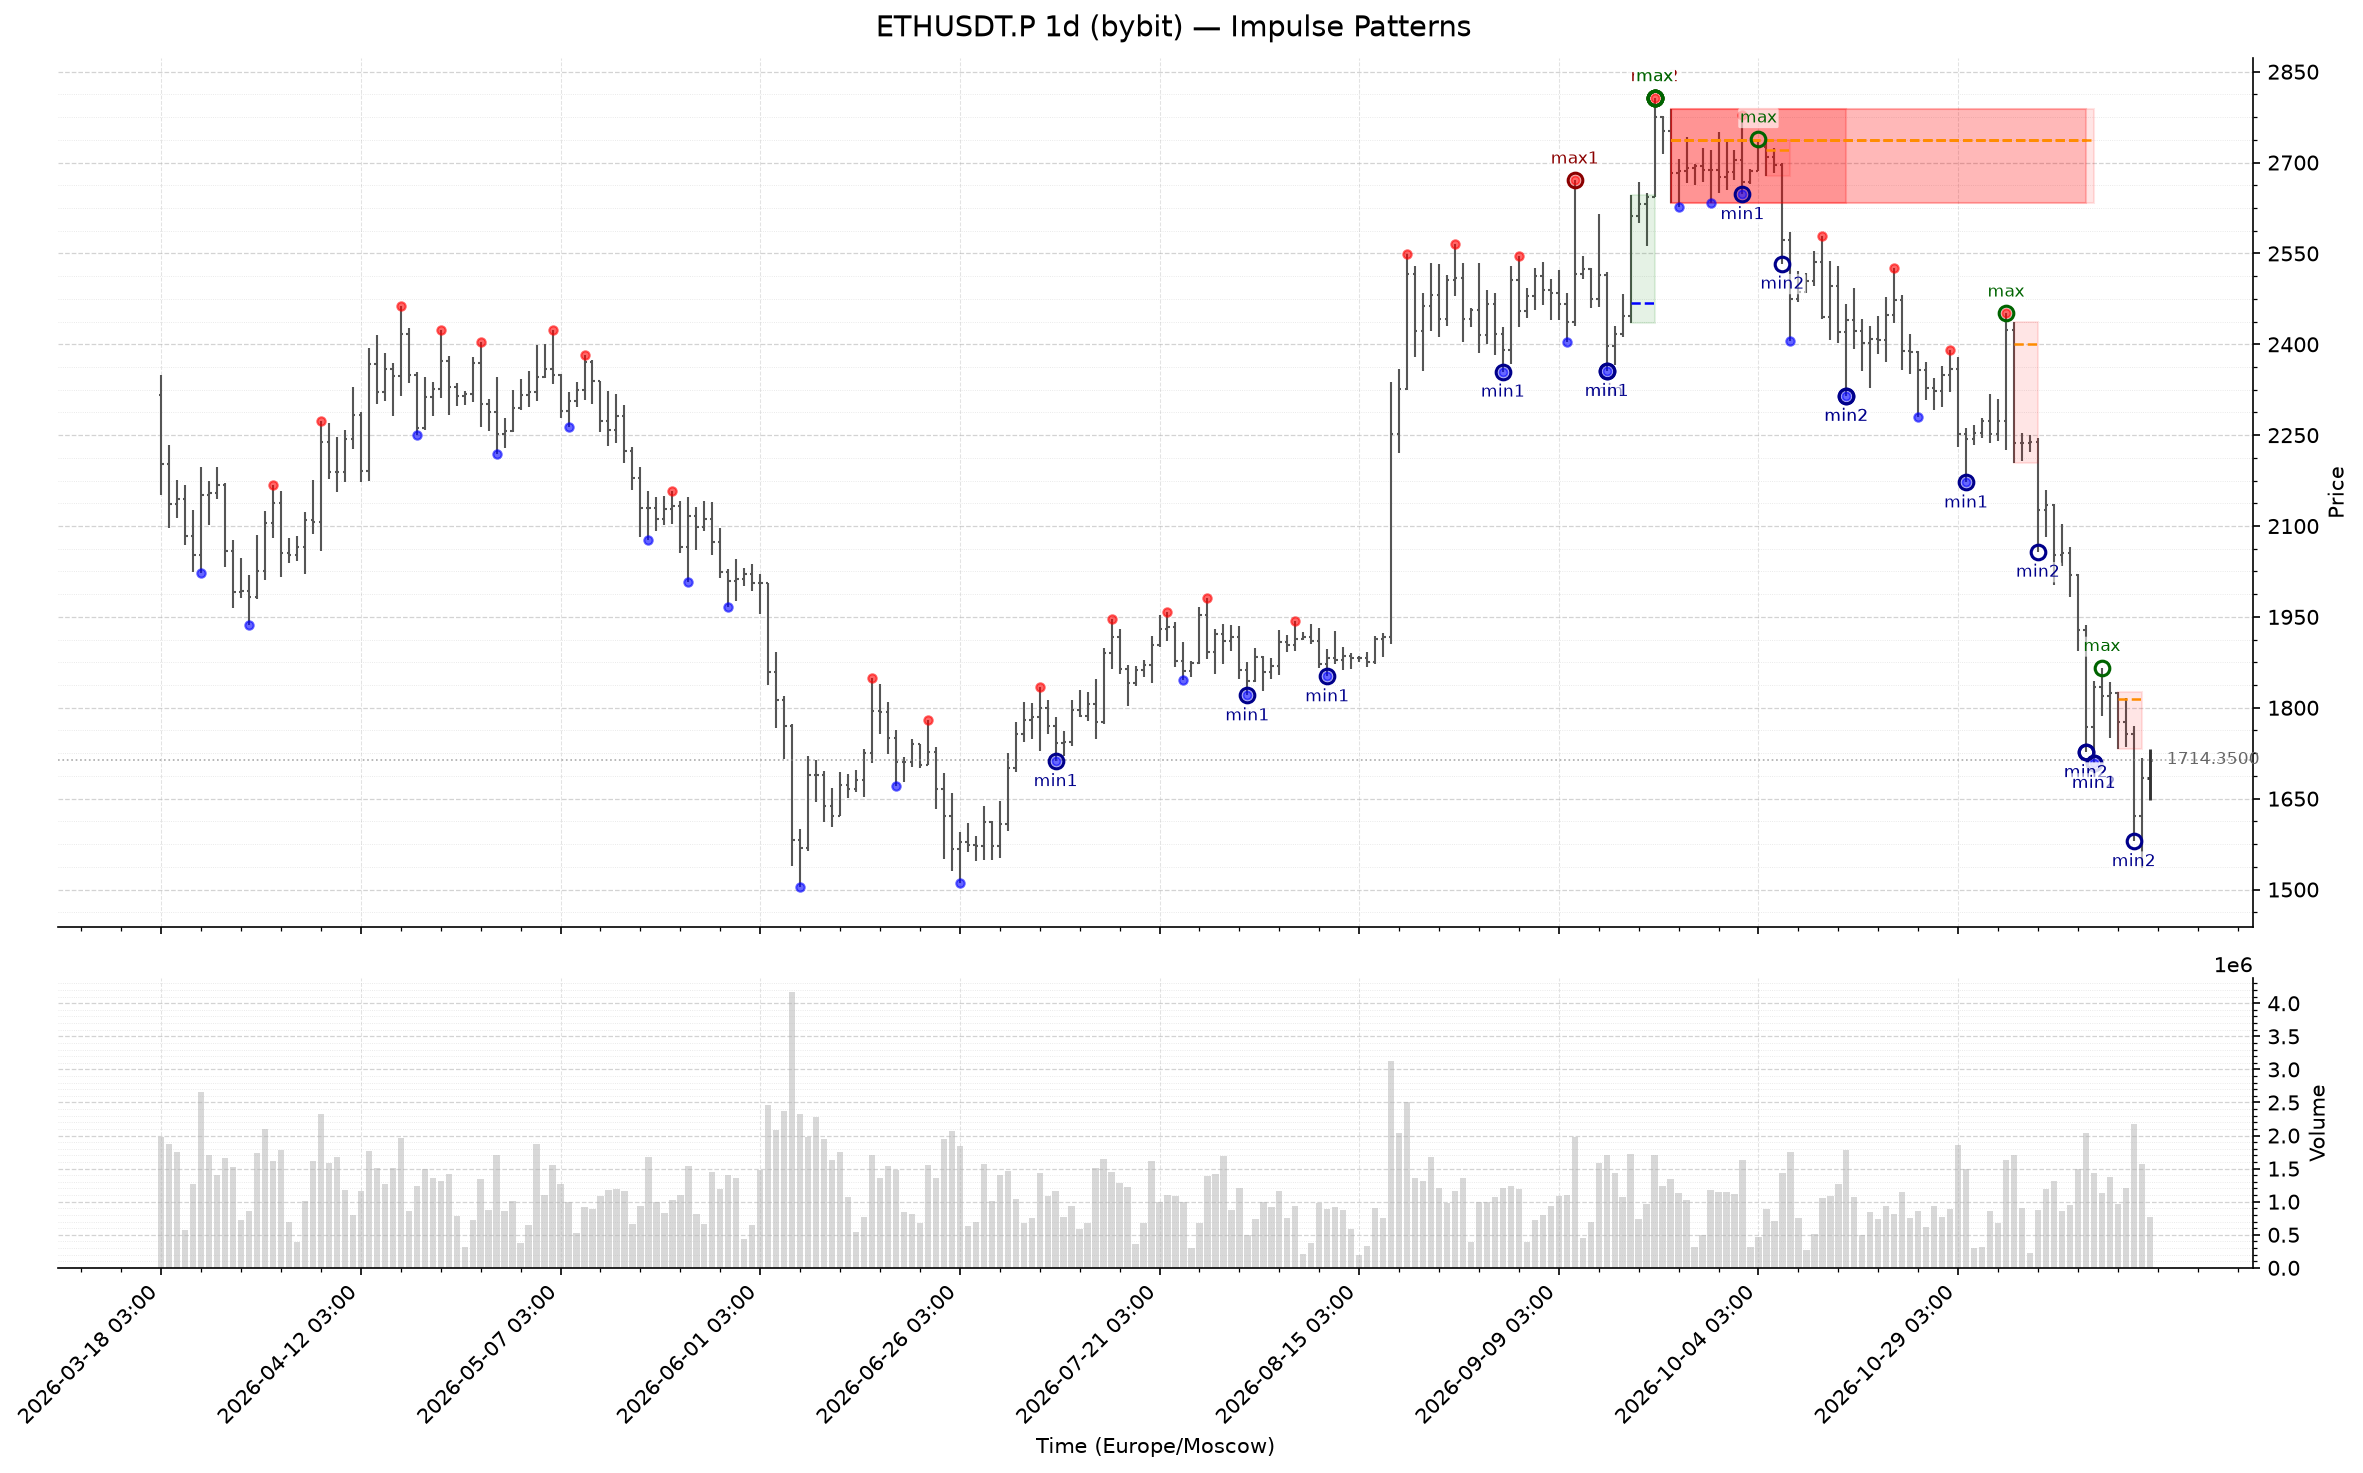 ETHUSDT.P 1d (bybit) — Impulse Patterns
2850
2700
2550
2400
2250
2100
1950
1800
1650
1500
Price
1714.3500
max
max1
max
max
max
min1
min1
min1
min1
min1
min1
min2
min2
min1
min2
min2
min1
min2
1e6
4.0
3.5
3.0
2.5
2.0
1.5
1.0
0.5
0.0
Volume
2026-03-18 03:00
2026-04-12 03:00
2026-05-07 03:00
2026-06-01 03:00
2026-06-26 03:00
2026-07-21 03:00
2026-08-15 03:00
2026-09-09 03:00
2026-10-04 03:00
2026-10-29 03:00
Time (Europe/Moscow)